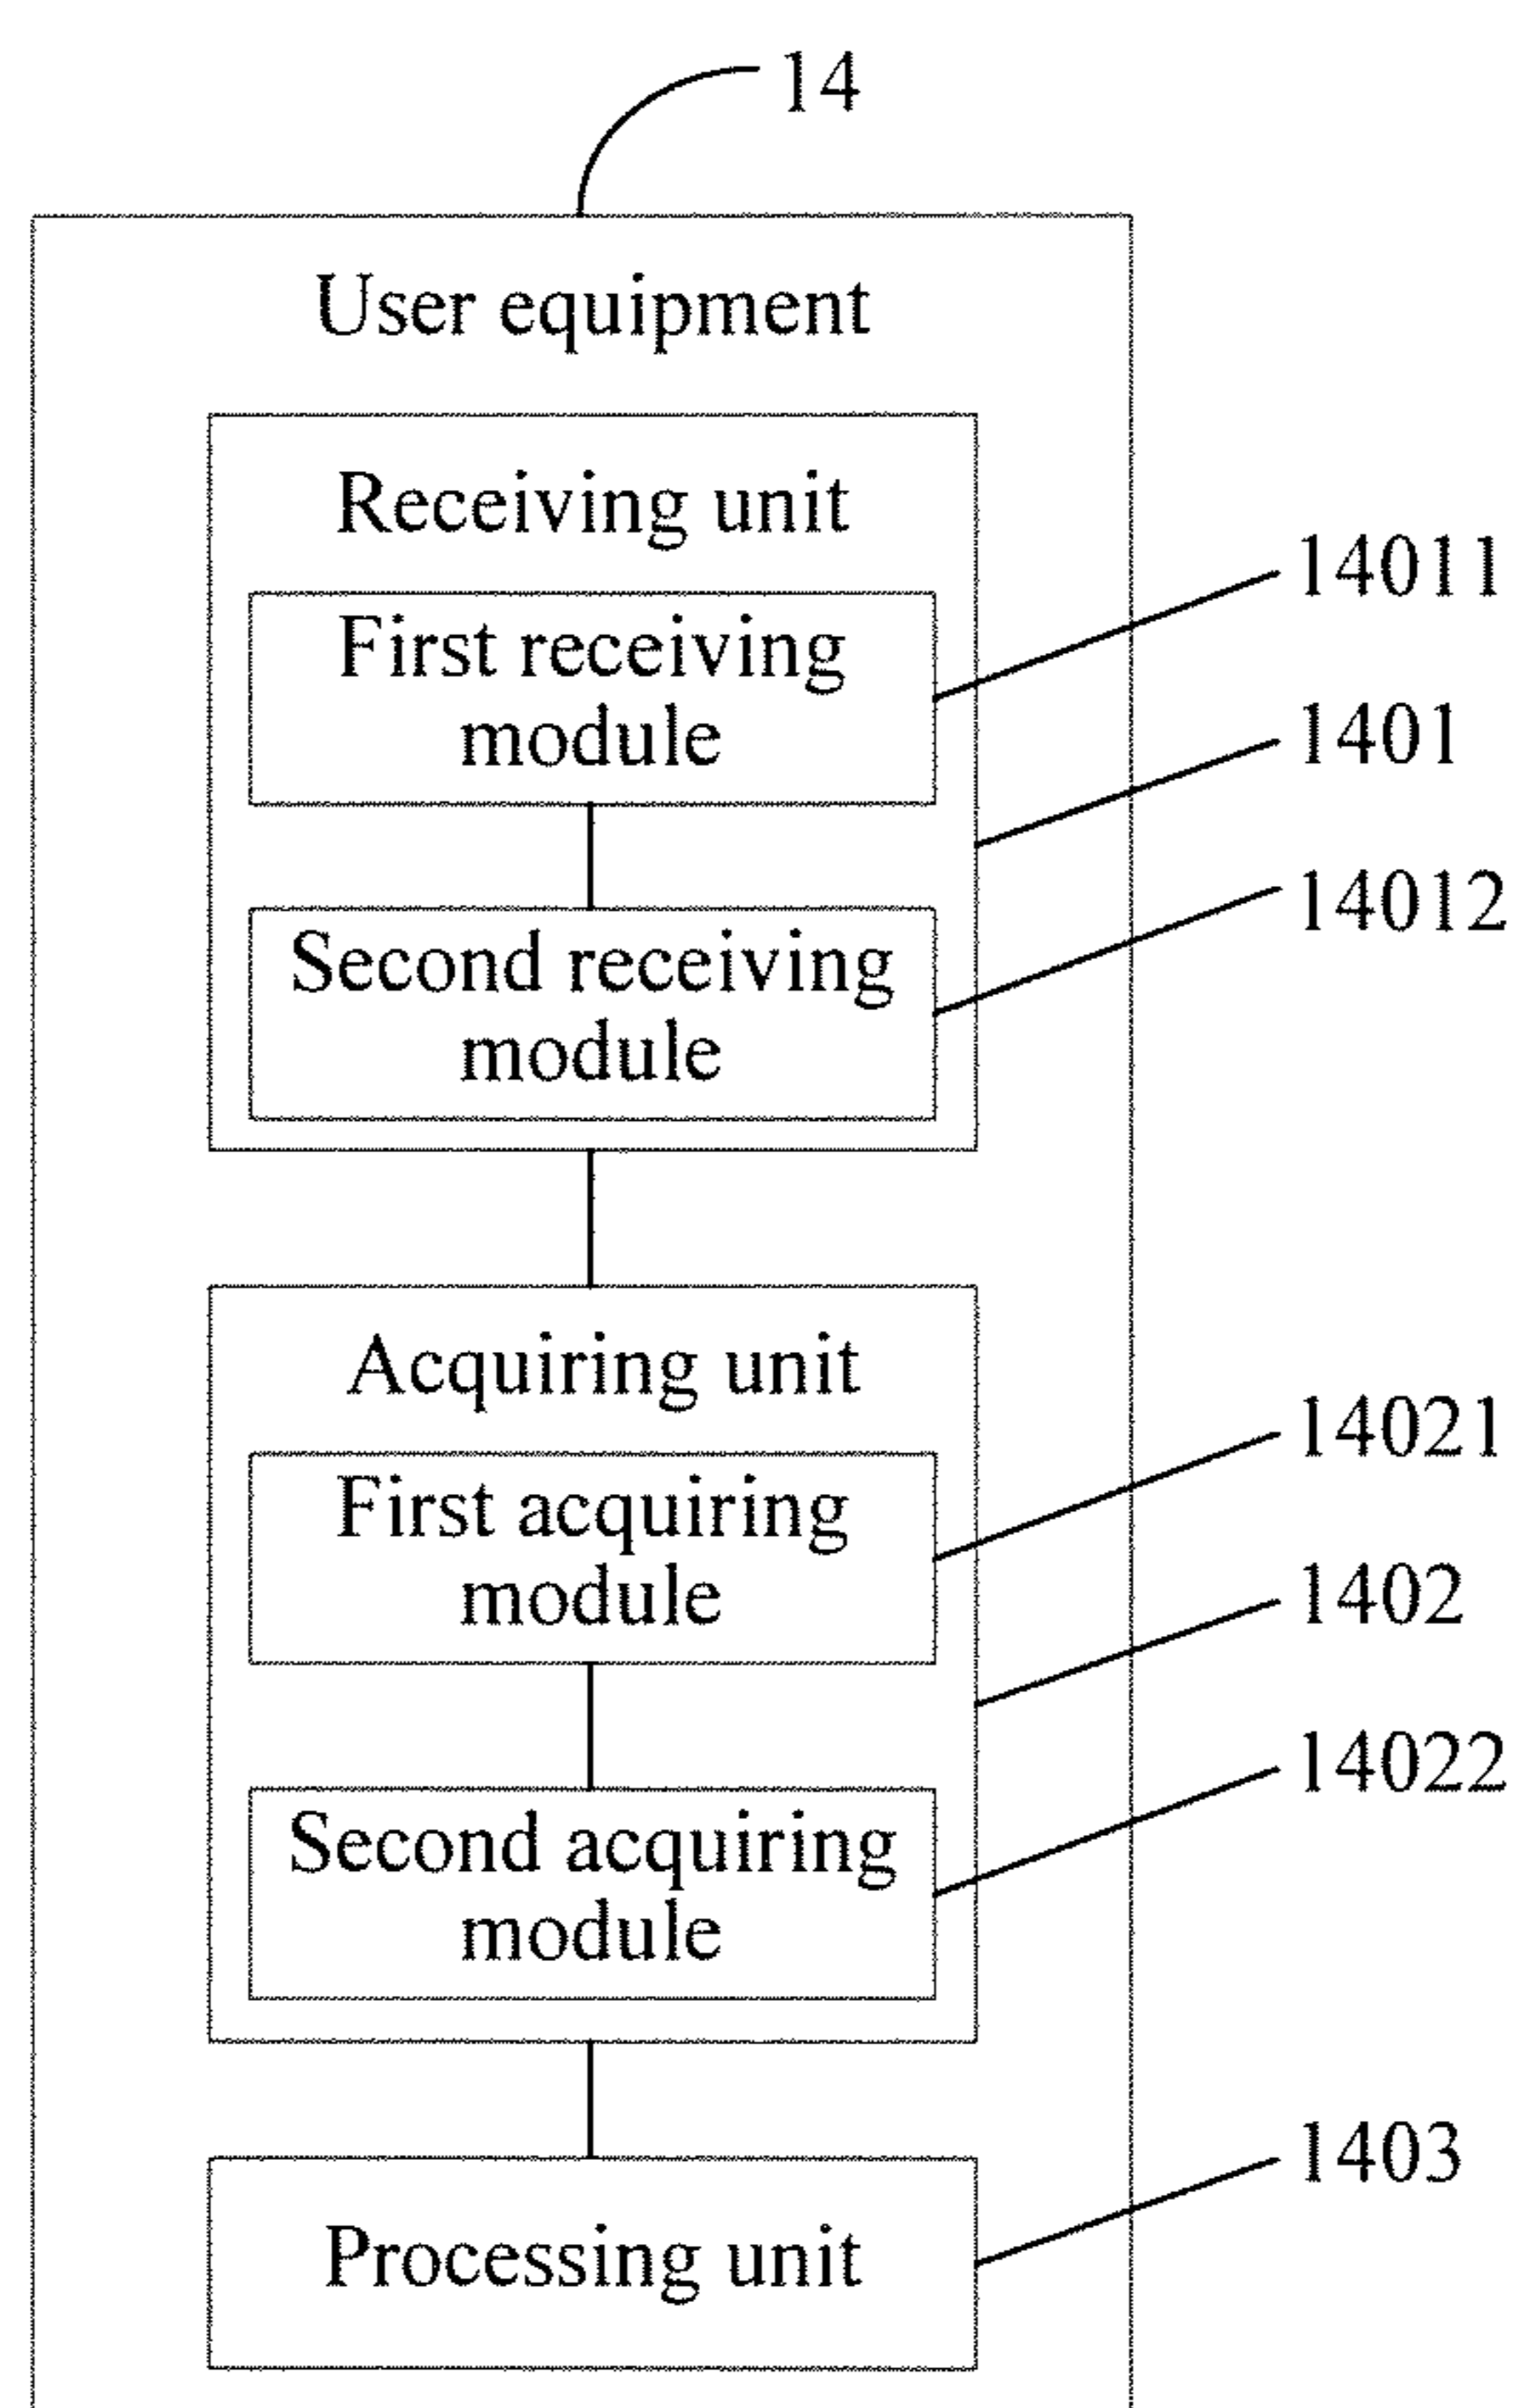 14
User equipment
Receiving unit
First receiving
module
14011
1401
Second receiving
module
14012
Acquiring unit
First acquiring
module
14021
1402
Second acquiring
module
14022
Processing unit
1403